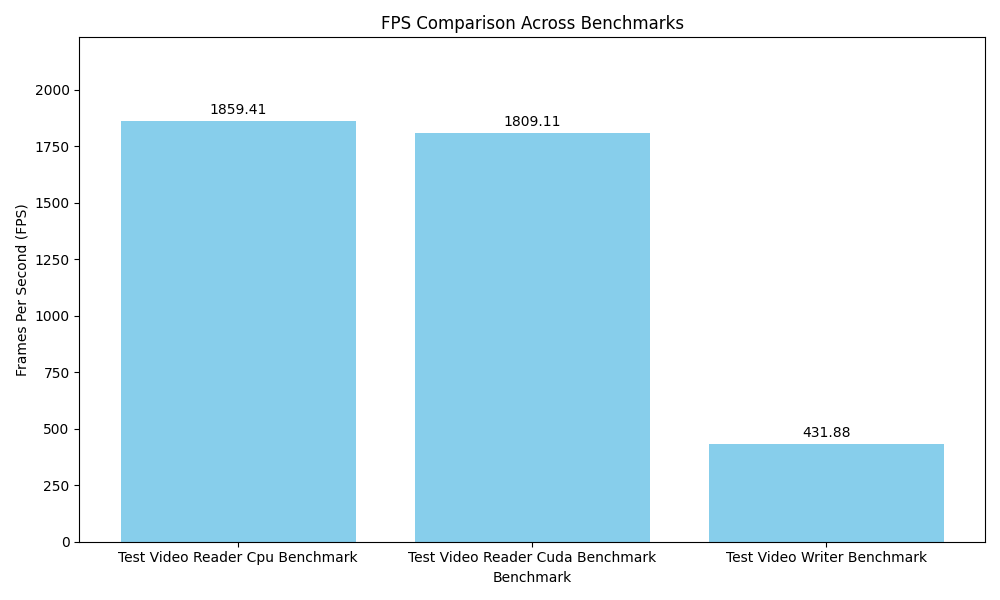 FPS Comparison Across Benchmarks
Frames Per Second (FPS)
2000
1750
1500
1250
1000
750
500
250
0
1859.41
1809.11
431.88
Test Video Reader Cpu Benchmark
Test Video Reader Cuda Benchmark
Test Video Writer Benchmark
Benchmark